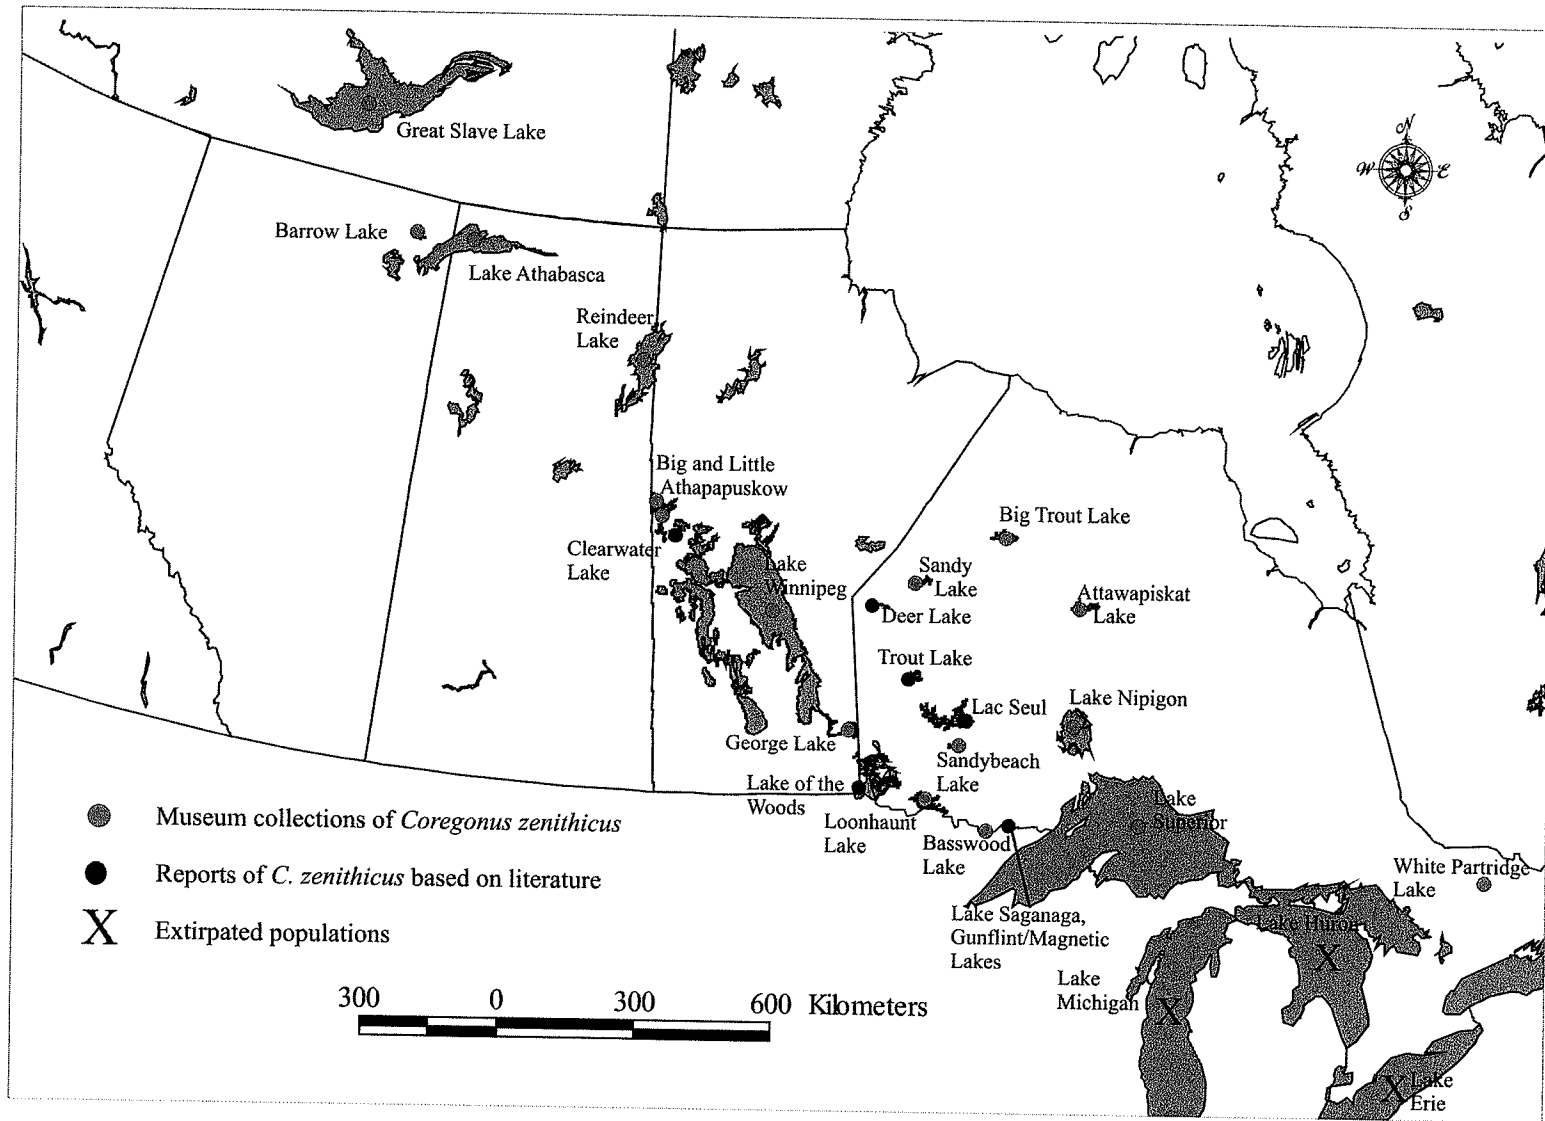 Great Slave Lake
N
W
E
S
Barrow Lake
Lake Athabasca
Reindeer
Lake
Big and Little
Athapapuskow
Clearwater
Lake
Lake
Winnipeg
Big Trout Lake
Sandy
Lake
Deer Lake
Attawapiskat
Lake
Trout Lake
Lac Seul
Lake Nipigon
George Lake
Sandybeach
Lake
Lake of the
Woods
Loonhaunt
Lake
Basswood
Lake
Lake
Superior
White Partridge
Lake
Lake Saganaga,
Gunflint/Magnetic
Lakes
Lake Huron
X
Lake
Michigan
X
X
Lake
Erie
Museum collections of Coregonus zenithicus
Reports of C. zenithicus based on literature
X Extirpated populations
300 0 300 600 Kilometers